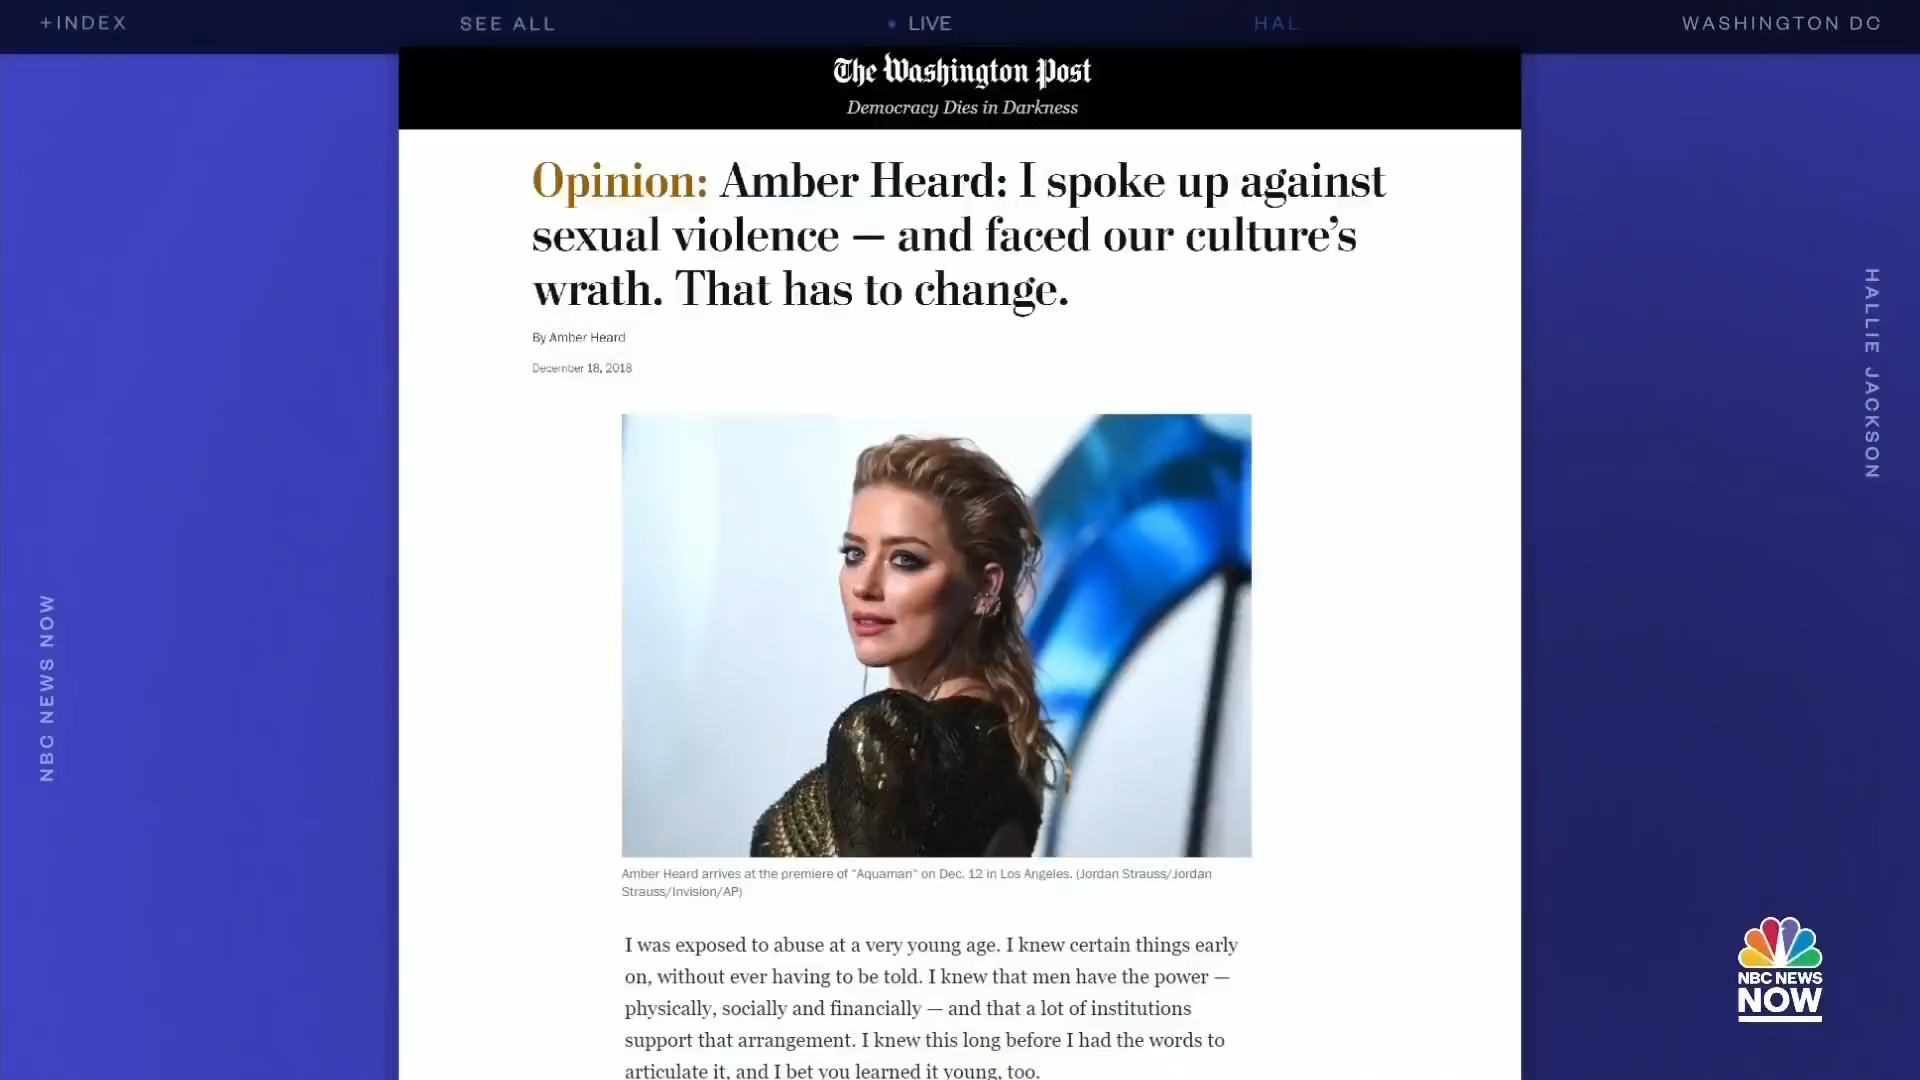 +INDEX
SEE ALL
LIVE
HAL
WASHINGTON DC
The Washington Post
Democracy Dies in Darkness
Opinion: Amber Heard: I spoke up against
sexual violence — and faced our culture’s
wrath. That has to change.
By Amber Heard
December 18, 2018
HALLIE JACKSON
NBC NEWS NOW
Amber Heard arrives at the premiere of "Aquaman" on Dec. 12 in Los Angeles. (Jordan Strauss/Jordan
Strauss/Invision/AP)
I was exposed to abuse at a very young age. I knew certain things early
on, without ever having to be told. I knew that men have the power —
physically, socially and financially — and that a lot of institutions
support that arrangement. I knew this long before I had the words to
articulate it, and I bet you learned it young, too.
NBC NEWS
NOW